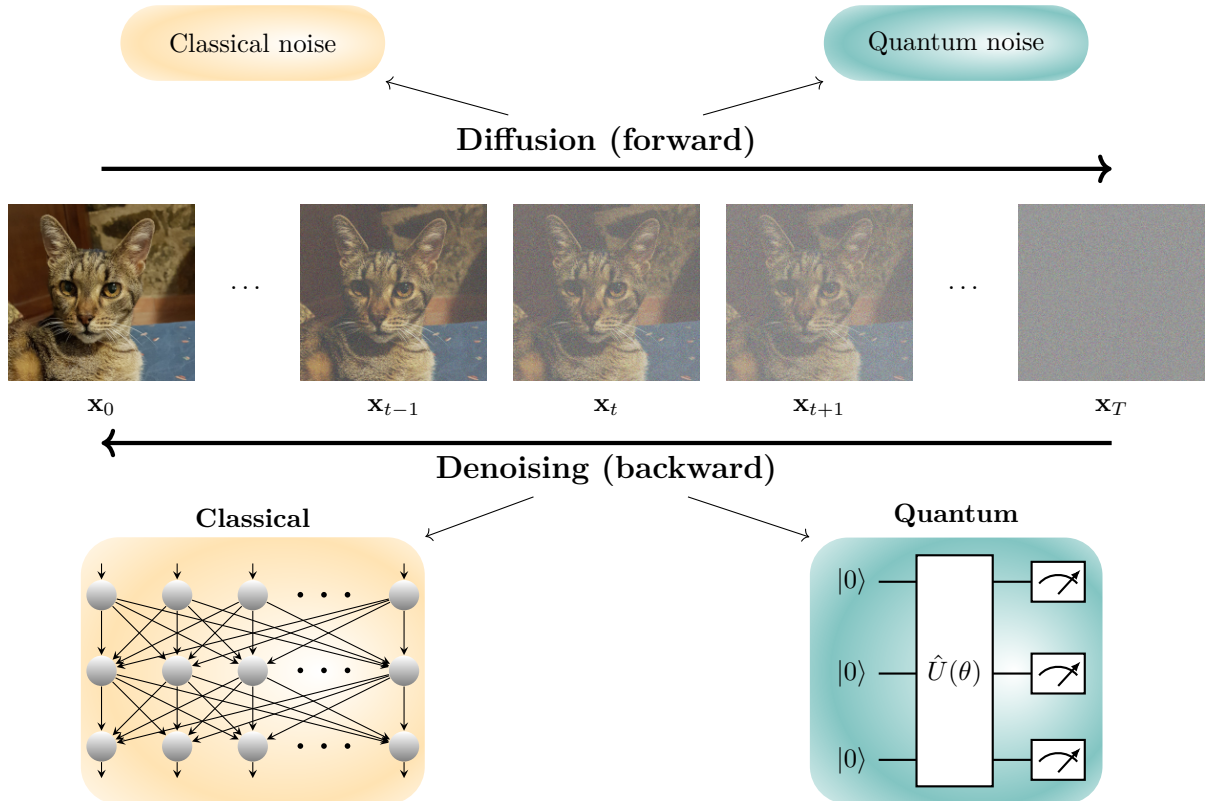 Classical noise
Quantum noise
Diffusion (forward)
· · ·
· · ·
x₀
xₜ₋₁
xₜ
xₜ₊₁
x_T
Denoising (backward)
Classical
Quantum
|0⟩
|0⟩
Û(θ)
|0⟩